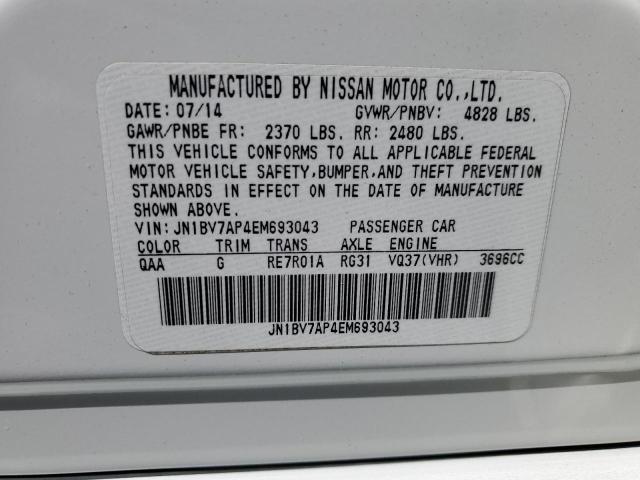 MANUFACTURED BY NISSAN MOTOR CO.,LTD.
DATE: 07/14 GVWR/PNBV: 4828 LBS.
GAWR/PNBE FR: 2370 LBS. RR: 2480 LBS.
THIS VEHICLE CONFORMS TO ALL APPLICABLE FEDERAL
MOTOR VEHICLE SAFETY,BUMPER,AND THEFT PREVENTION
STANDARDS IN EFFECT ON THE DATE OF MANUFACTURE
SHOWN ABOVE.
VIN: JN1BV7AP4EM693043 PASSENGER CAR
COLOR TRIM TRANS AXLE ENGINE
QAA G RE7R01A RG31 VQ37(VHR) 3696CC
JN1BV7AP4EM693043